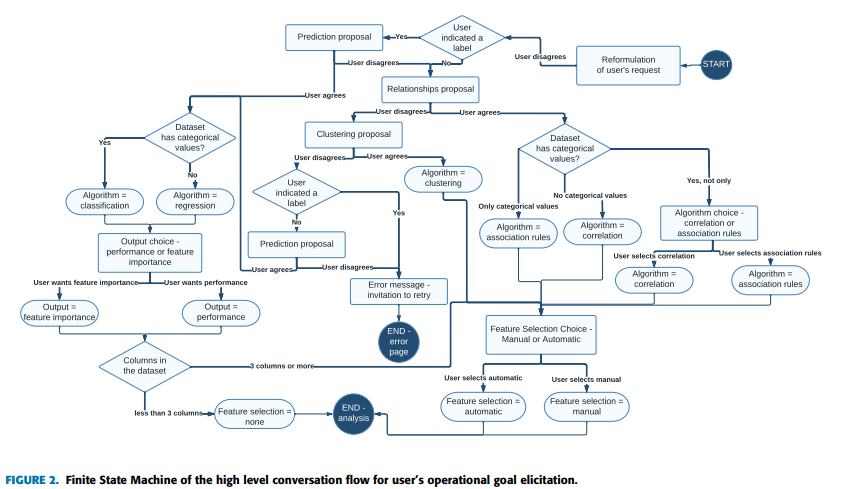 User
indicated a
label
Yes
Prediction proposal
User disagrees
Reformulation
of user's request
START
User disagrees
No
Relationships proposal
User agrees
User disagrees
User agrees
Dataset
has categorical
values?
Clustering proposal
Dataset
has categorical
values?
Yes
No
User disagrees
User agrees
User
indicated a
label
Algorithm =
clustering
Yes, not only
Algorithm =
classification
Algorithm =
regression
No categorical values
Only categorical values
Yes
No
Algorithm choice -
correlation or
association rules
Algorithm =
association rules
Algorithm =
correlation
Output choice -
performance or feature
importance
Prediction proposal
User selects correlation
User selects association rules
User agrees
User disagrees
Algorithm =
correlation
Algorithm =
association rules
User wants feature importance
User wants performance
Error message -
invitation to retry
Output =
feature importance
Output =
performance
END -
error
page
Feature Selection Choice -
Manual or Automatic
Columns in
the dataset
3 columns or more
User selects automatic
User selects manual
less than 3 columns
Feature selection =
none
END -
analysis
Feature selection =
automatic
Feature selection =
manual
FIGURE 2. Finite State Machine of the high level conversation flow for user's operational goal elicitation.